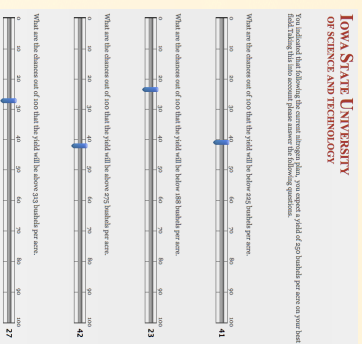 IOWA STATE UNIVERSITY
OF SCIENCE AND TECHNOLOGY
You indicated that following the current nitrogen plan, you expect a yield of 250 bushels per acre on your best
field.Taking this into account please answer the following questions.
What are the chances out of 100 that the yield will be below 225 bushels per acre.
0 10 20 30 40 50 60 70 80 90 100
41
What are the chances out of 100 that the yield will be below 188 bushels per acre.
0 10 20 30 40 50 60 70 80 90 100
23
What are the chances out of 100 that the yield will be above 275 bushels per acre.
0 10 20 30 40 50 60 70 80 90 100
42
What are the chances out of 100 that the yield will be above 313 bushels per acre.
0 10 20 30 40 50 60 70 80 90 100
27